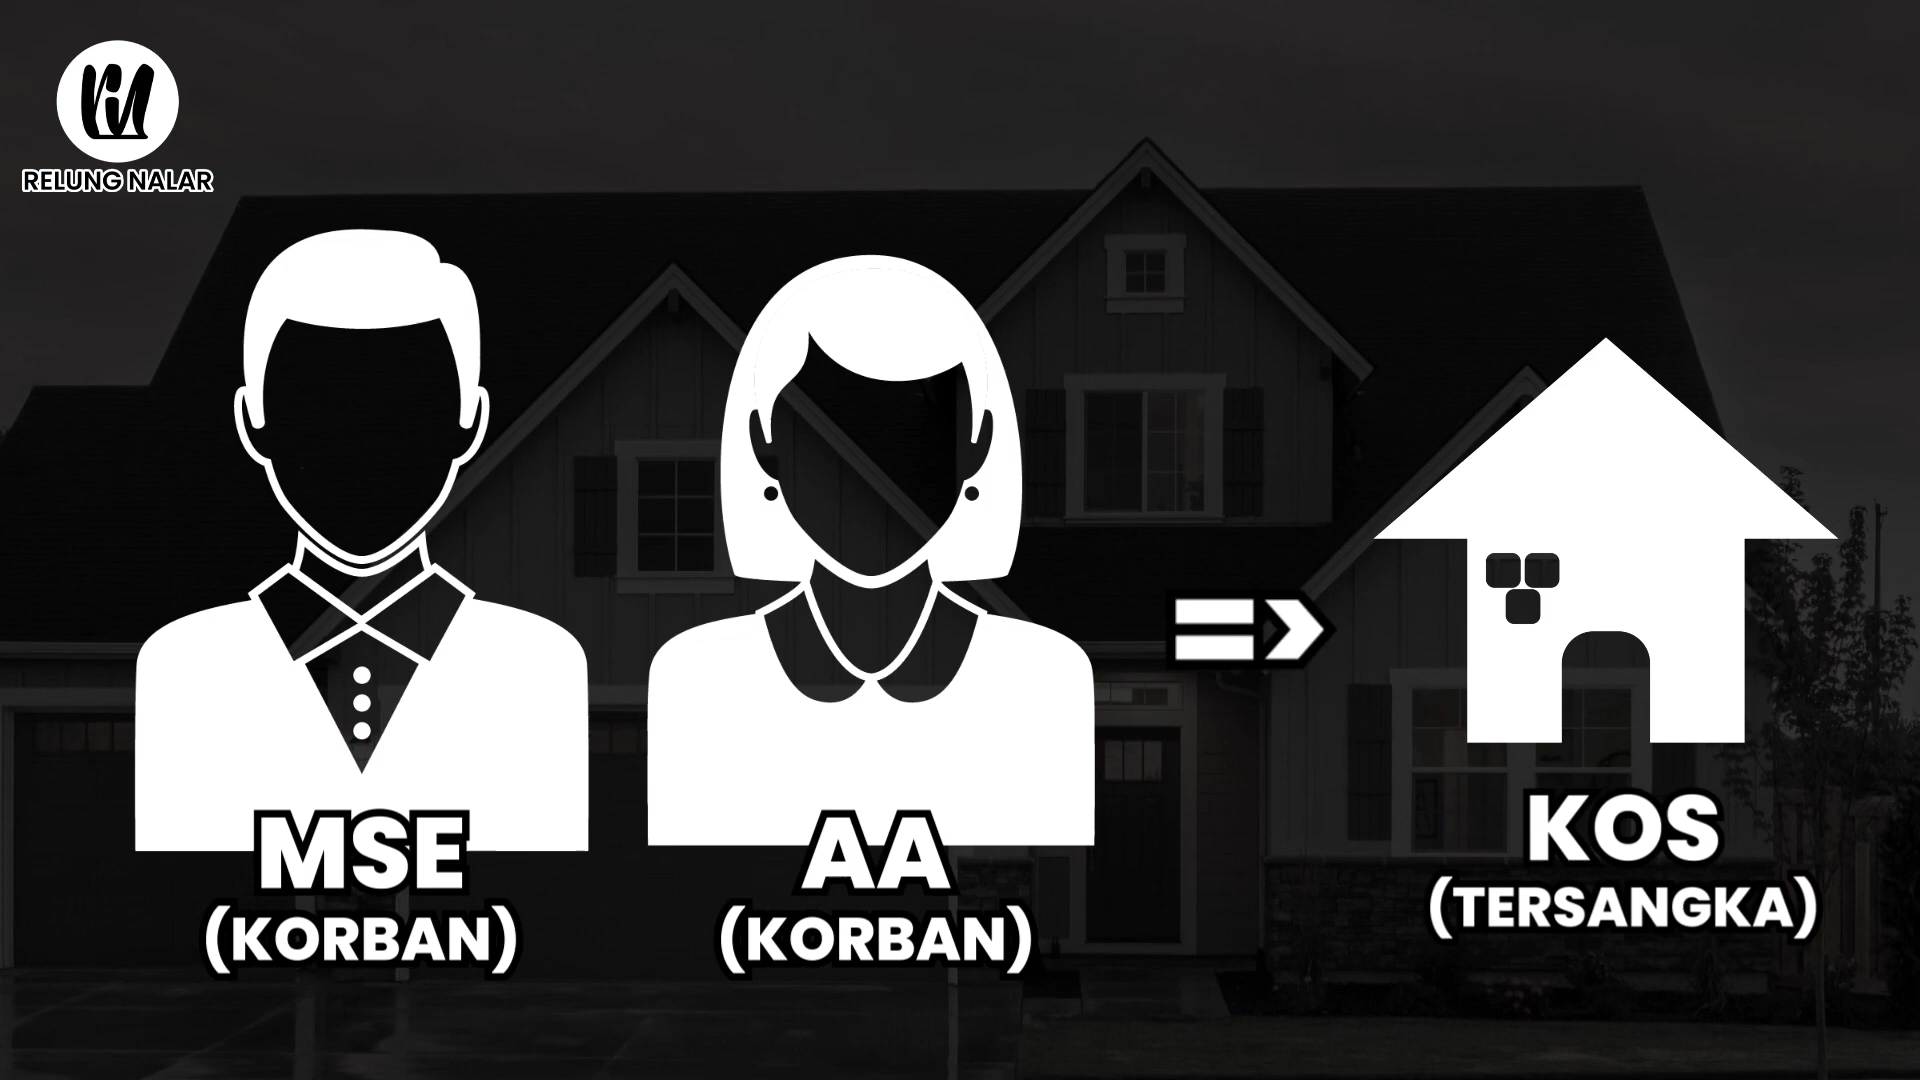 RELUNG NALAR
MSE
(KORBAN)
AA
(KORBAN)
KOS
(TERSANGKA)